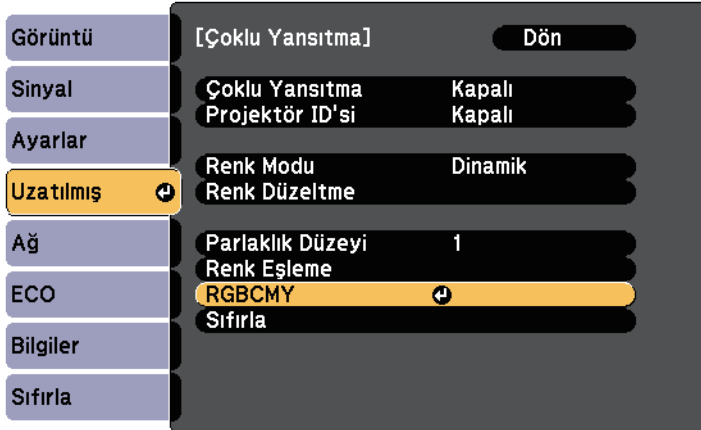 Görüntü
Sinyal
Ayarlar
Uzatılmış
Ağ
ECO
Bilgiler
Sıfırla
[Çoklu Yansıtma] Dön
Çoklu Yansıtma Kapalı
Projektör ID'si Kapalı
Renk Modu Dinamik
Renk Düzeltme
Parlaklık Düzeyi 1
Renk Eşleme
RGBCMY
Sıfırla